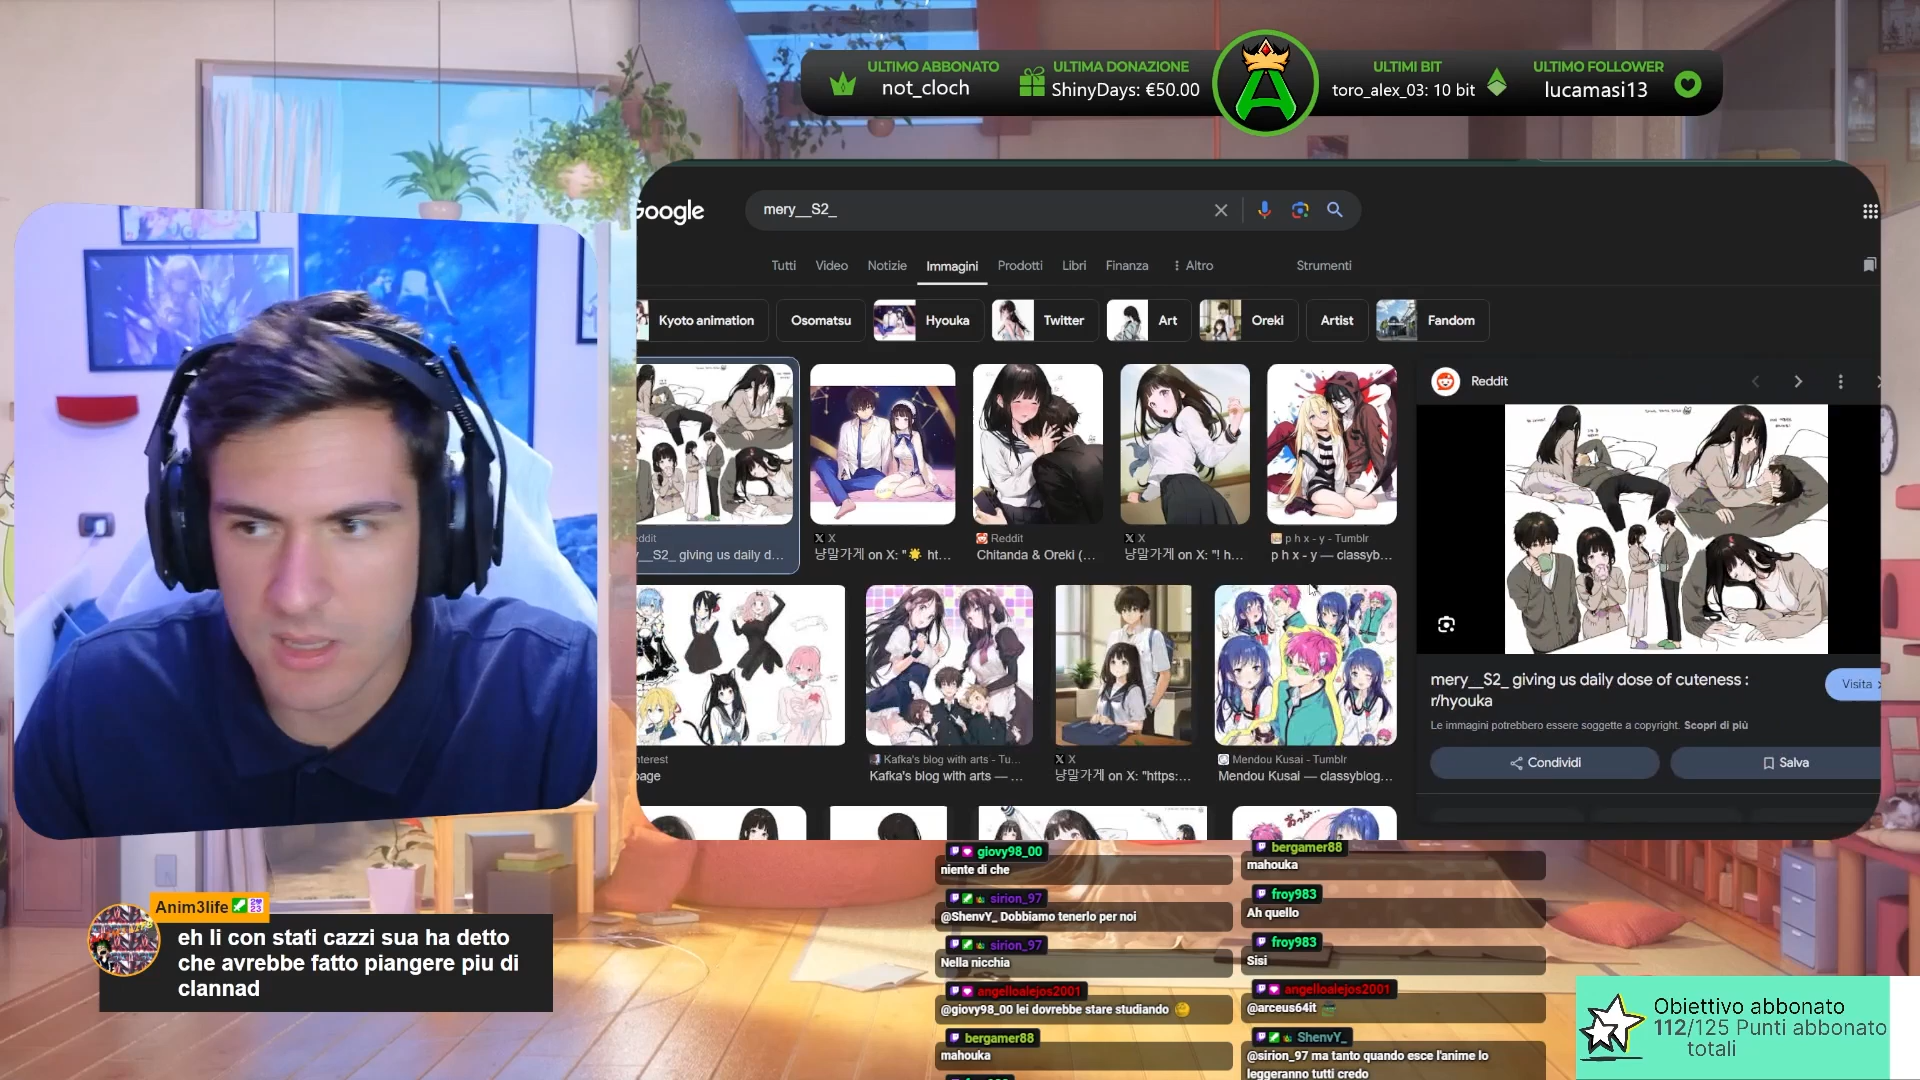 ULTIMO ABBONATO
not_cloch
ULTIMA DONAZIONE
ShinyDays: €50.00
ULTIMI BIT
toro_alex_03: 10 bit
ULTIMO FOLLOWER
lucamasi13
Google
mery__S2_
Tutti Video Notizie Immagini Prodotti Libri Finanza Altro Strumenti
Kyoto animation Osomatsu Hyouka Twitter Art Oreki Artist Fandom
ddit
y__S2_ giving us daily d...
X
냥말가게 on X: "🌟 ht...
Reddit
Chitanda & Oreki (...
X
냥말가게 on X: "! h...
p h x - y - Tumblr
p h x - y — classyb...
nterest
page
Kafka's blog with arts - Tu...
Kafka's blog with arts — ...
X
냥말가게 on X: "https:...
Mendou Kusai - Tumblr
Mendou Kusai — classyblog...
Reddit
mery__S2_ giving us daily dose of cuteness :
r/hyouka
Visita
Le immagini potrebbero essere soggette a copyright. Scopri di più
Condividi
Salva
Anim3life
eh li con stati cazzi sua ha detto
che avrebbe fatto piangere piu di
clannad
giovy98_00
niente di che
sirion_97
@ShenvY_ Dobbiamo tenerlo per noi
sirion_97
Nella nicchia
angelloalejos2001
@giovy98_00 lei dovrebbe stare studiando
bergamer88
mahouka
bergamer88
mahouka
froy983
Ah quello
froy983
Sisi
angelloalejos2001
@arceus64it
ShenvY_
@sirion_97 ma tanto quando esce l'anime lo
leggeranno tutti credo
Obiettivo abbonato
112/125 Punti abbonato
totali